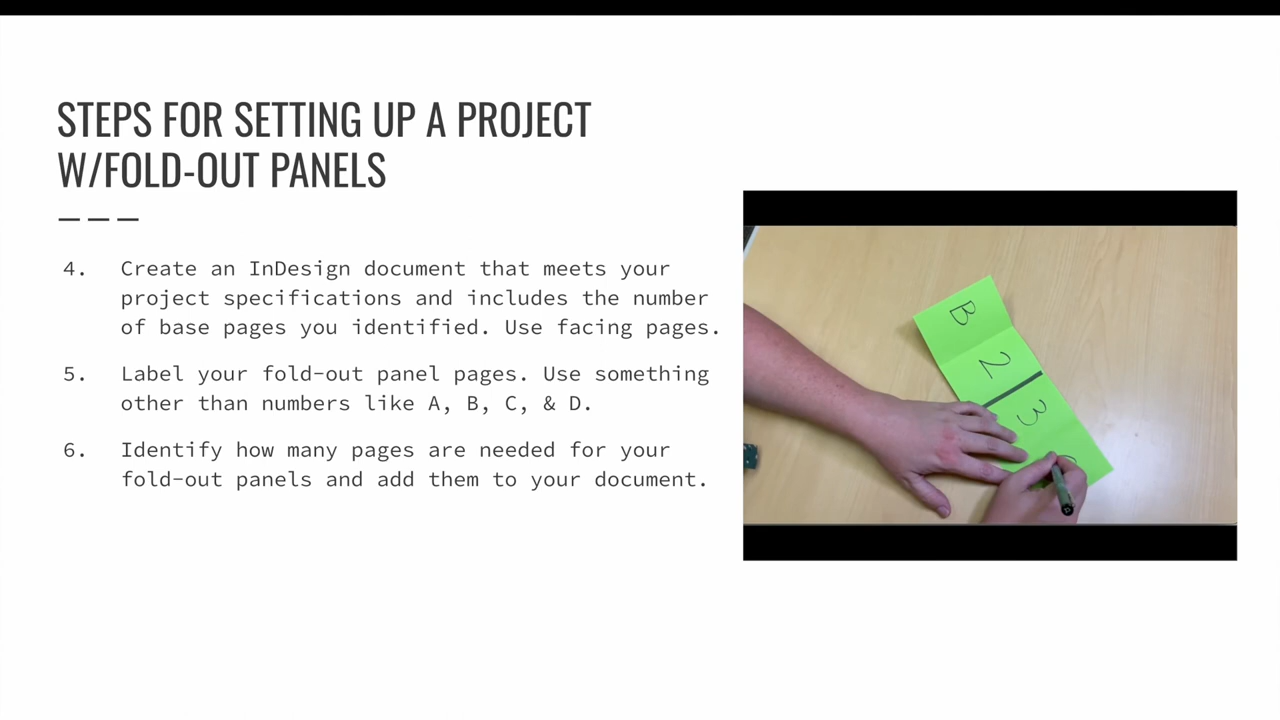 STEPS FOR SETTING UP A PROJECT
W/FOLD-OUT PANELS
4. Create an InDesign document that meets your
project specifications and includes the number
of base pages you identified. Use facing pages.
5. Label your fold-out panel pages. Use something
other than numbers like A, B, C, & D.
6. Identify how many pages are needed for your
fold-out panels and add them to your document.
B
2
3